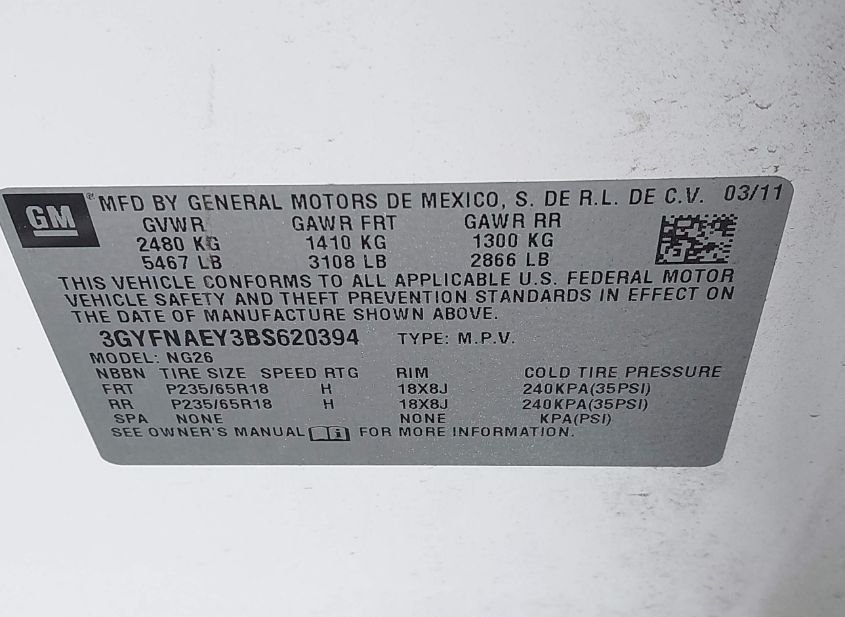 GM ® MFD BY GENERAL MOTORS DE MEXICO, S. DE R.L. DE C.V. 03/11
GVWR GAWR FRT GAWR RR
2480 KG 1410 KG 1300 KG
5467 LB 3108 LB 2866 LB
THIS VEHICLE CONFORMS TO ALL APPLICABLE U.S. FEDERAL MOTOR
VEHICLE SAFETY AND THEFT PREVENTION STANDARDS IN EFFECT ON
THE DATE OF MANUFACTURE SHOWN ABOVE.
3GYFNAEY3BS620394 TYPE: M.P.V.
MODEL: NG26
NBBN TIRE SIZE SPEED RTG RIM COLD TIRE PRESSURE
FRT P235/65R18 H 18X8J 240KPA(35PSI)
RR P235/65R18 H 18X8J 240KPA(35PSI)
SPA NONE NONE KPA(PSI)
SEE OWNER'S MANUAL FOR MORE INFORMATION.